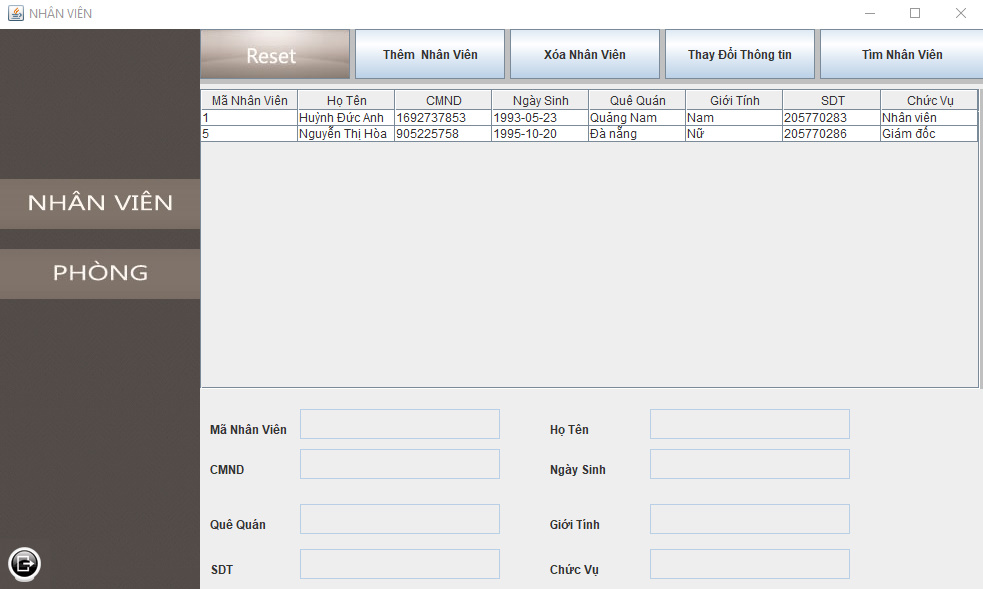 NHÂN VIÊN
Reset Thêm Nhân Viên Xóa Nhân Viên Thay Đổi Thông tin Tìm Nhân Viên
Mã Nhân Viên Họ Tên CMND Ngày Sinh Quê Quán Giới Tính SDT Chức Vụ
1 Huỳnh Đức Anh 1692737853 1993-05-23 Quảng Nam Nam 205770283 Nhân viên
5 Nguyễn Thị Hòa 905225758 1995-10-20 Đà nẵng Nữ 205770286 Giám đốc
NHÂN VIÊN
PHÒNG
Mã Nhân Viên Họ Tên
CMND Ngày Sinh
Quê Quán Giới Tính
SDT Chức Vụ